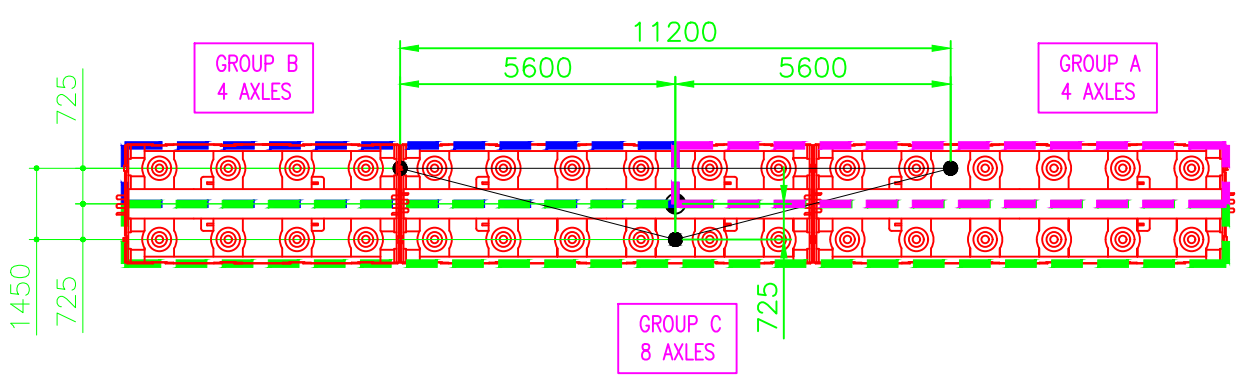 11200
GROUP B
4 AXLES
5600
5600
GROUP A
4 AXLES
725
1450
725
725
GROUP C
8 AXLES